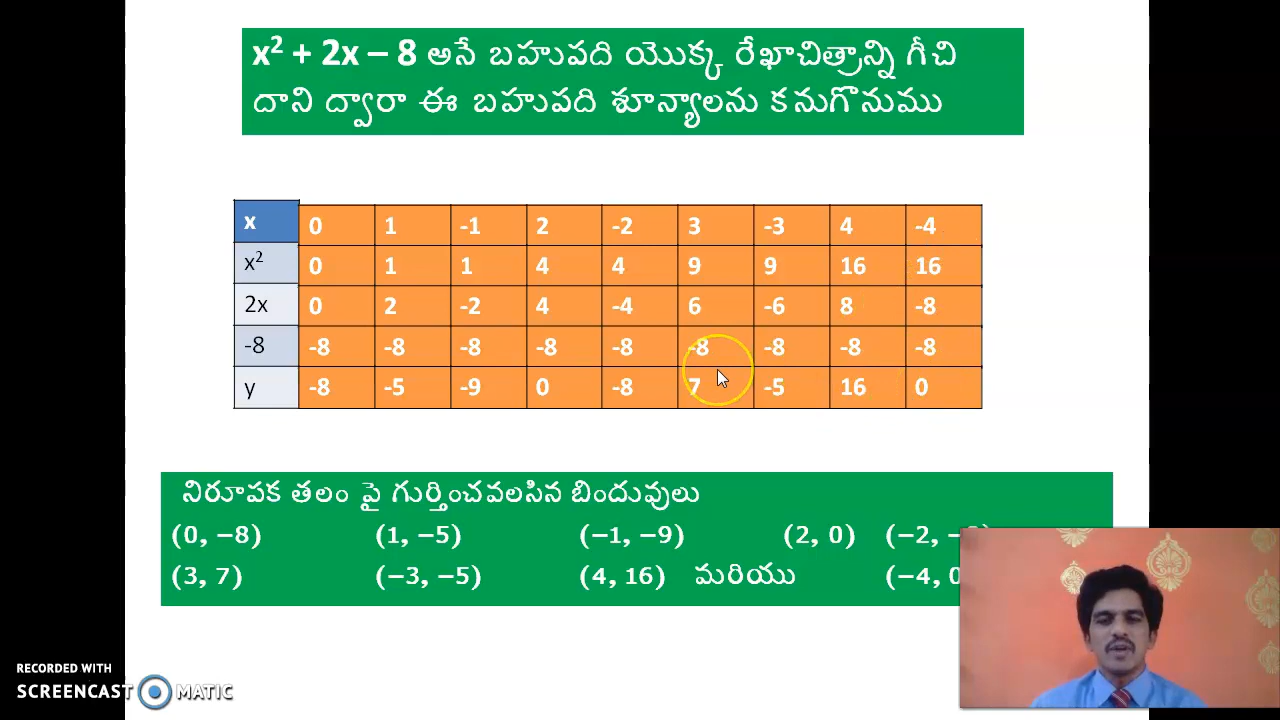 x² + 2x – 8 అనే బహుపది యొక్క రేఖాచిత్రాన్ని గీచి
దాని ద్వారా ఈ బహుపది శూన్యాలను కనుగొనుము
x 0 1 -1 2 -2 3 -3 4 -4
x² 0 1 1 4 4 9 9 16 16
2x 0 2 -2 4 -4 6 -6 8 -8
-8 -8 -8 -8 -8 -8 -8 -8 -8 -8
y -8 -5 -9 0 -8 7 -5 16 0
నిరూపక తలం పై గుర్తించవలసిన బిందువులు
(0, −8) (1, −5) (−1, −9) (2, 0) (−2, −
(3, 7) (−3, −5) (4, 16) మరియు (−4, 0
RECORDED WITH
SCREENCAST MATIC